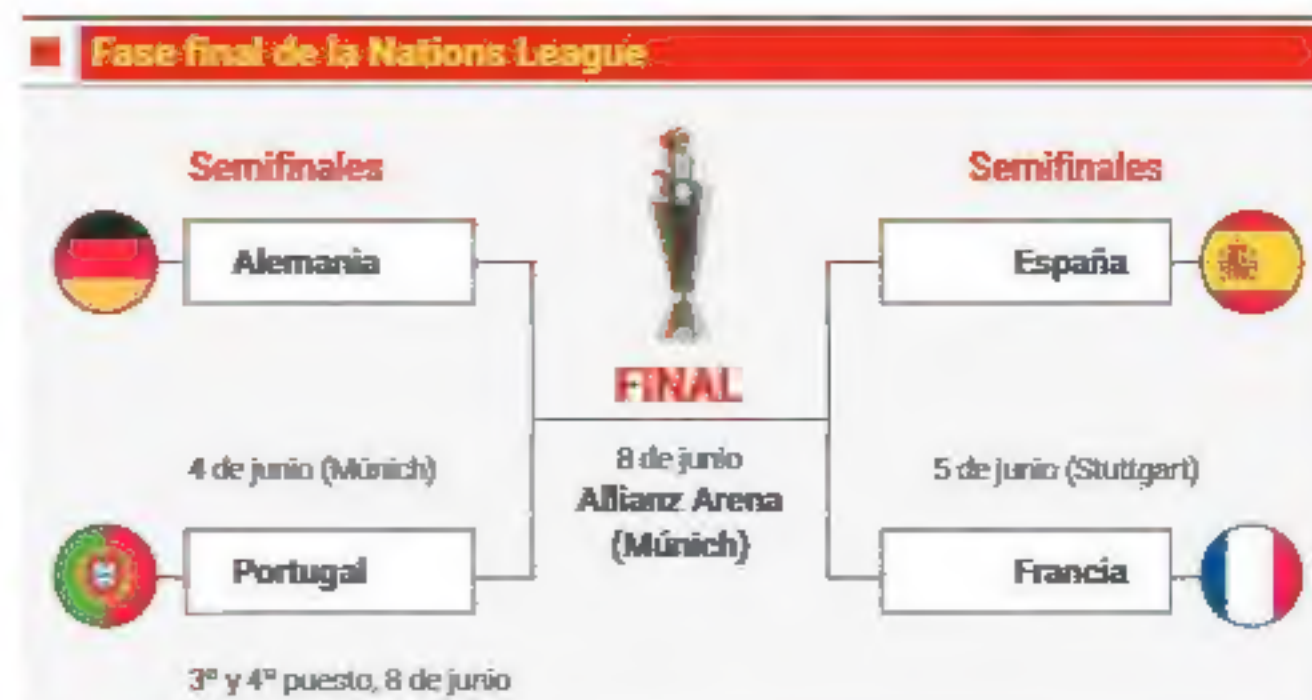 Fase final de la Nations League
Semifinales
Alemania
4 de junio (Múnich)
Portugal
3º y 4º puesto, 8 de junio
FINAL
8 de junio
Allianz Arena
(Múnich)
Semifinales
España
5 de junio (Stuttgart)
Francia